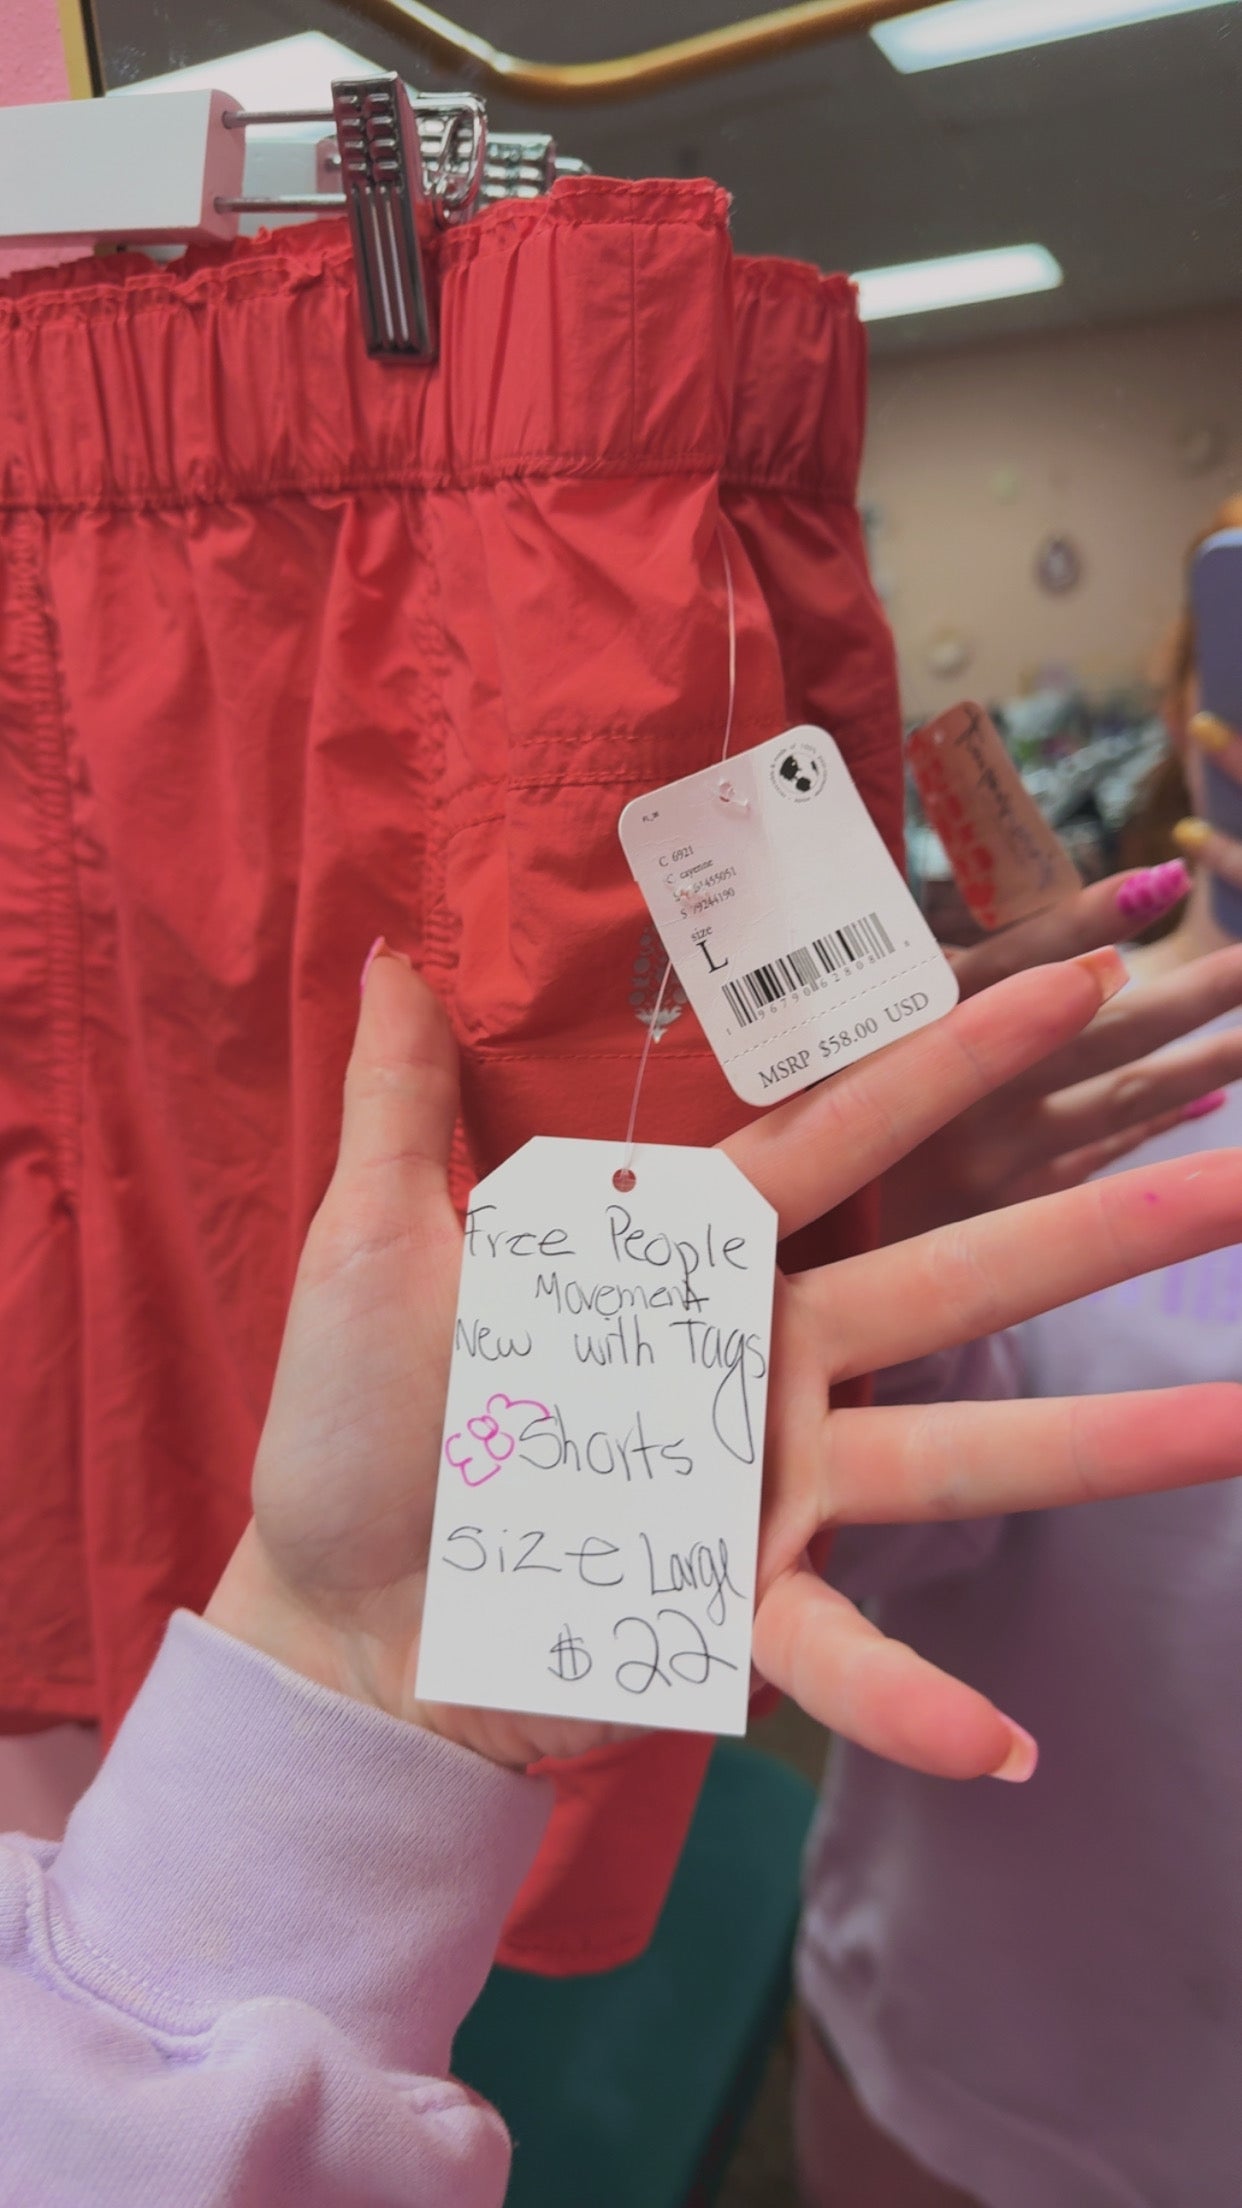 C 6921
C cayenne
size
L
MSRP $58.00 USD
Free People
Movement
New with Tags
Shorts
Size Large
$22